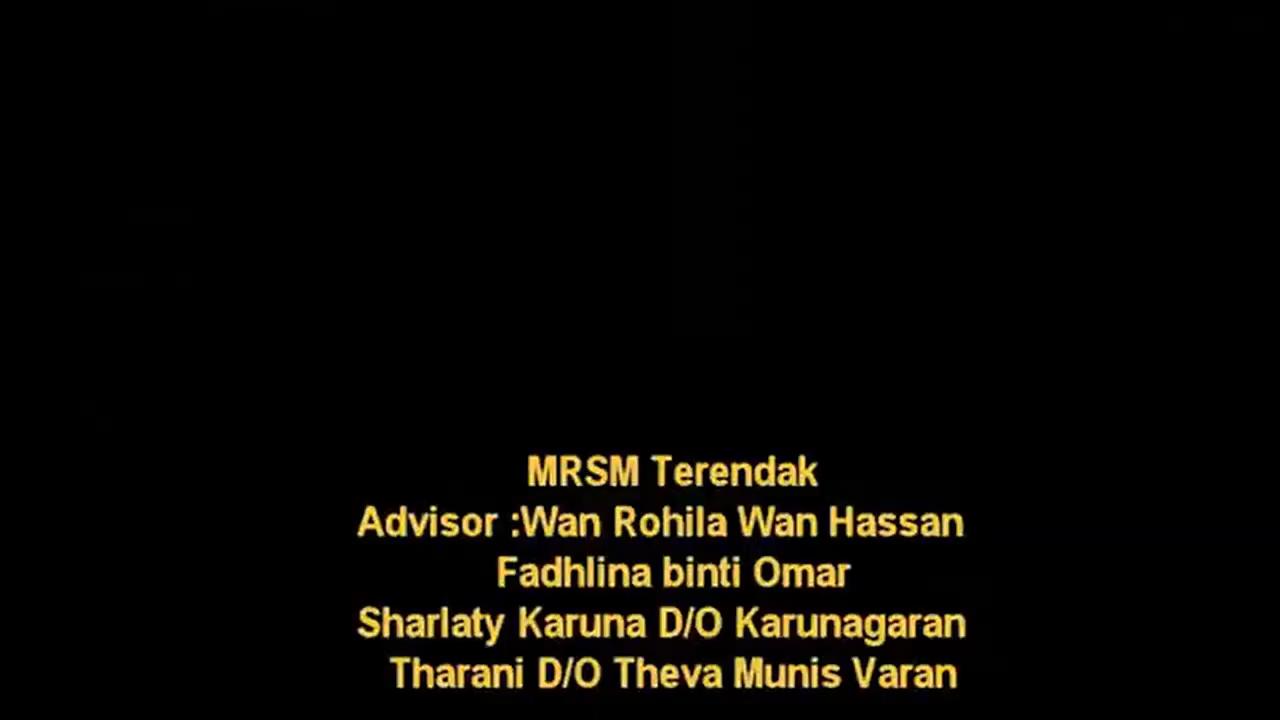 MRSM Terendak
Advisor :Wan Rohila Wan Hassan
Fadhlina binti Omar
Sharlaty Karuna D/O Karunagaran
Tharani D/O Theva Munis Varan